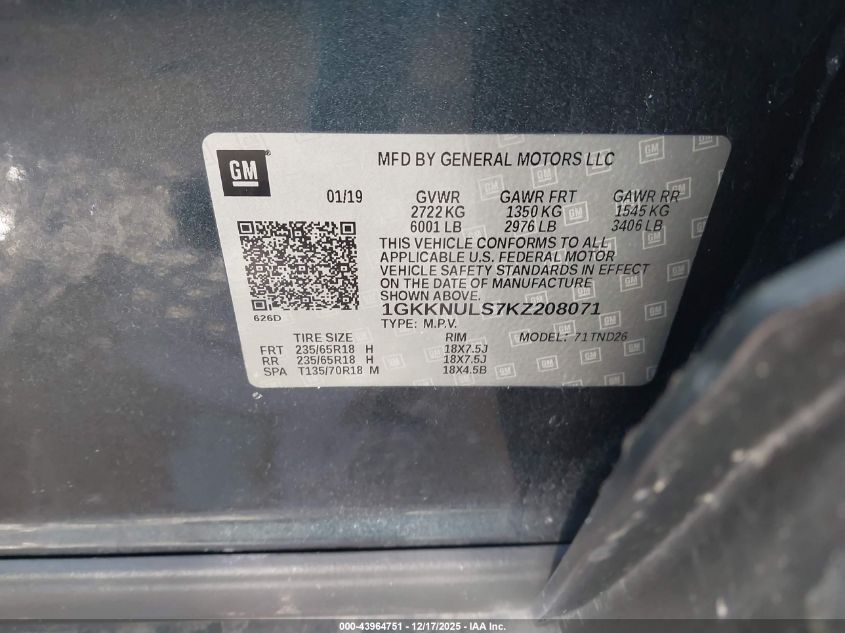 GM
MFD BY GENERAL MOTORS LLC
01/19 GVWR GAWR FRT GAWR RR
2722 KG 1350 KG 1545 KG
6001 LB 2976 LB 3406 LB
THIS VEHICLE CONFORMS TO ALL
APPLICABLE U.S. FEDERAL MOTOR
VEHICLE SAFETY STANDARDS IN EFFECT
ON THE DATE OF MANUFACTURE
SHOWN ABOVE.
626D
1GKKNULS7KZ208071
TYPE: M.P.V. MODEL: 71TND26
TIRE SIZE RIM
FRT 235/65R18 H 18X7.5J
RR 235/65R18 H 18X7.5J
SPA T135/70R18 M 18X4.5B
000-43964751 - 12/17/2025 - IAA Inc.